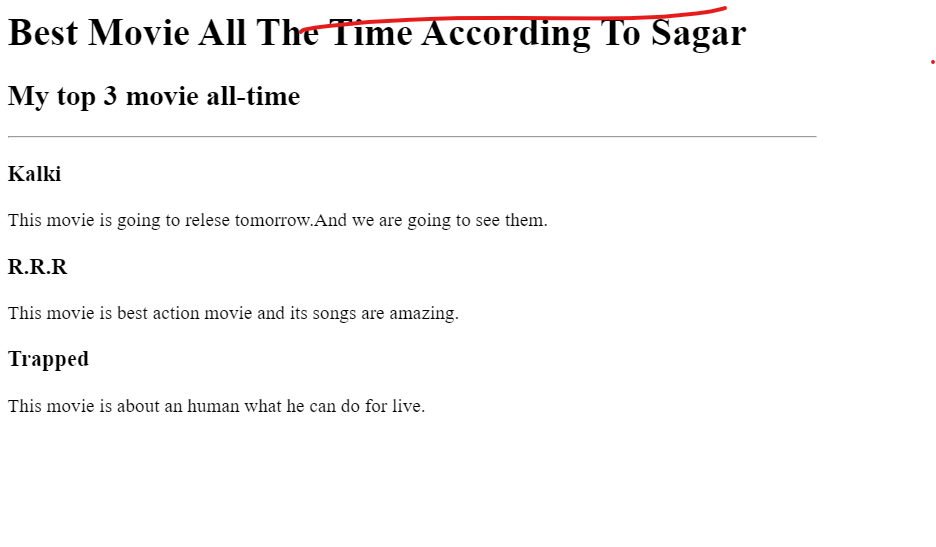 Best Movie All The Time According To Sagar
My top 3 movie all-time
Kalki
This movie is going to relese tomorrow.And we are going to see them.
R.R.R
This movie is best action movie and its songs are amazing.
Trapped
This movie is about an human what he can do for live.